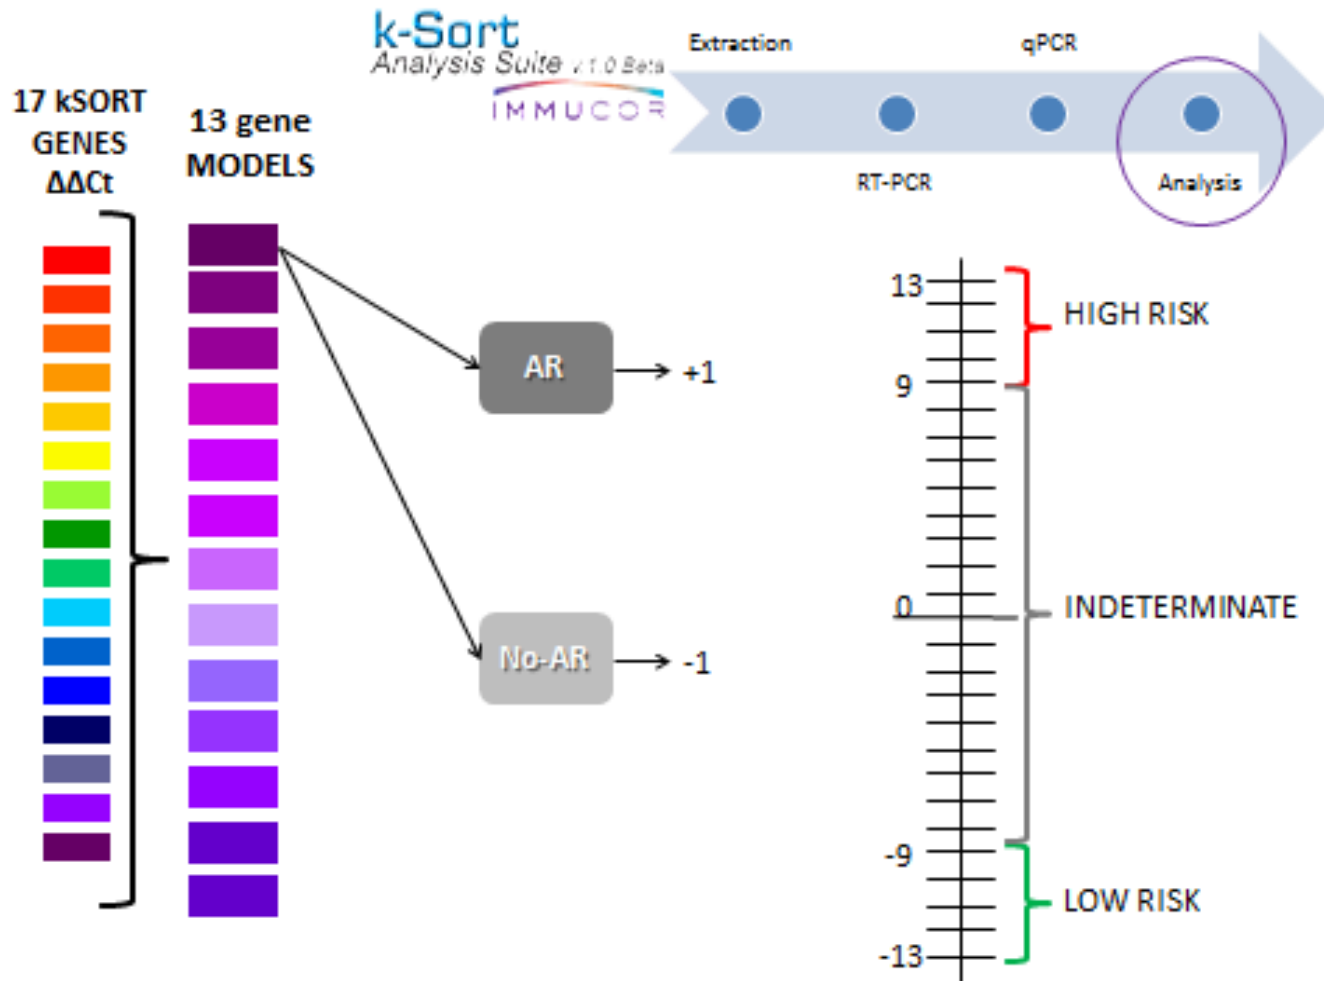 k-Sort
Analysis Suite v.1.0 Beta
IMMUCOR
Extraction
qPCR
RT-PCR
Analysis
17 kSORT
GENES
ΔΔCt
13 gene
MODELS
AR
+1
No-AR
-1
13
9
0
-9
-13
HIGH RISK
INDETERMINATE
LOW RISK